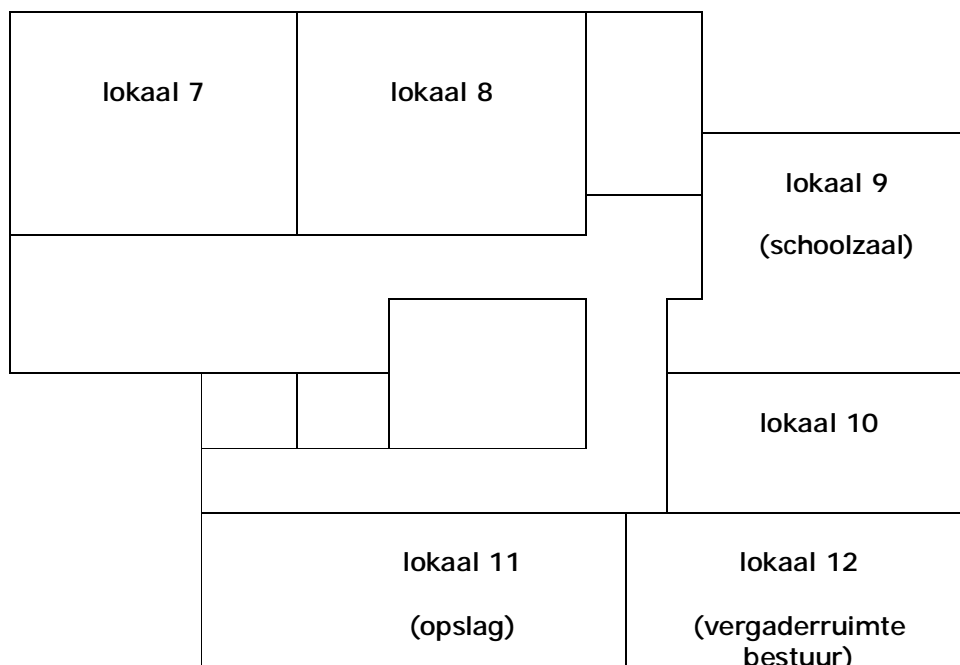 lokaal 7
lokaal 8
lokaal 9
(schoolzaal)
lokaal 10
lokaal 11
(opslag)
lokaal 12
(vergaderruimte
bestuur)